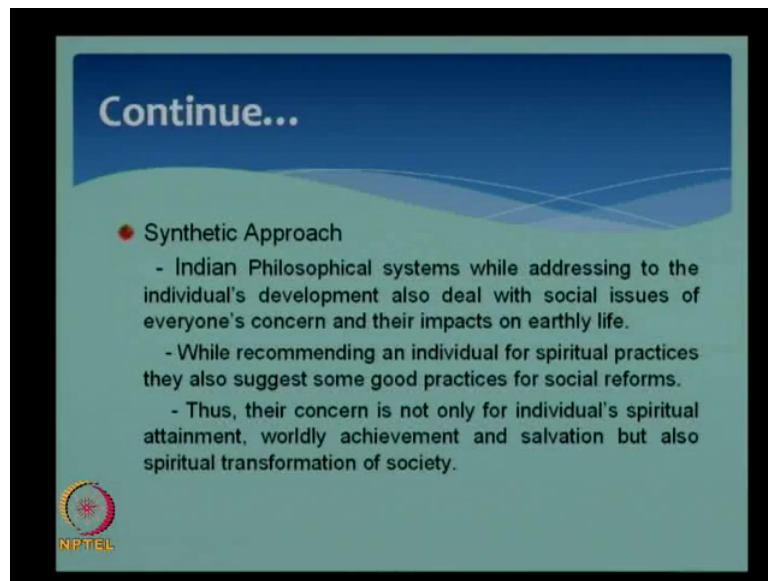 Continue...
Synthetic Approach
- Indian Philosophical systems while addressing to the
individual's development also deal with social issues of
everyone's concern and their impacts on earthly life.
- While recommending an individual for spiritual practices
they also suggest some good practices for social reforms.
- Thus, their concern is not only for individual's spiritual
attainment, worldly achievement and salvation but also
spiritual transformation of society.
NPTEL